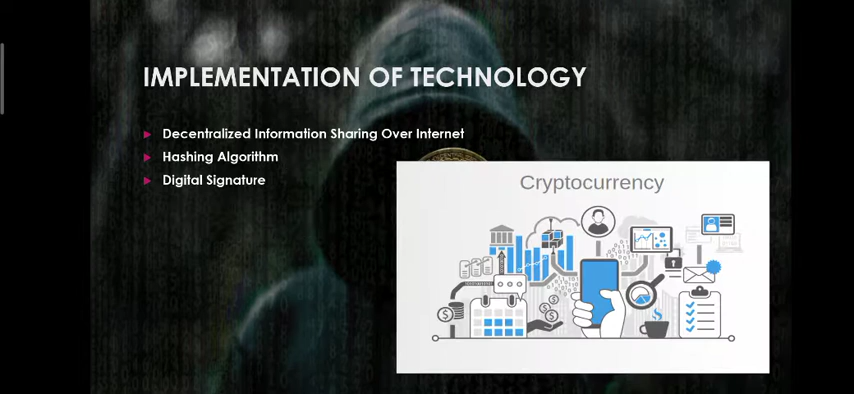 IMPLEMENTATION OF TECHNOLOGY
Decentralized Information Sharing Over Internet
Hashing Algorithm
Digital Signature
Cryptocurrency